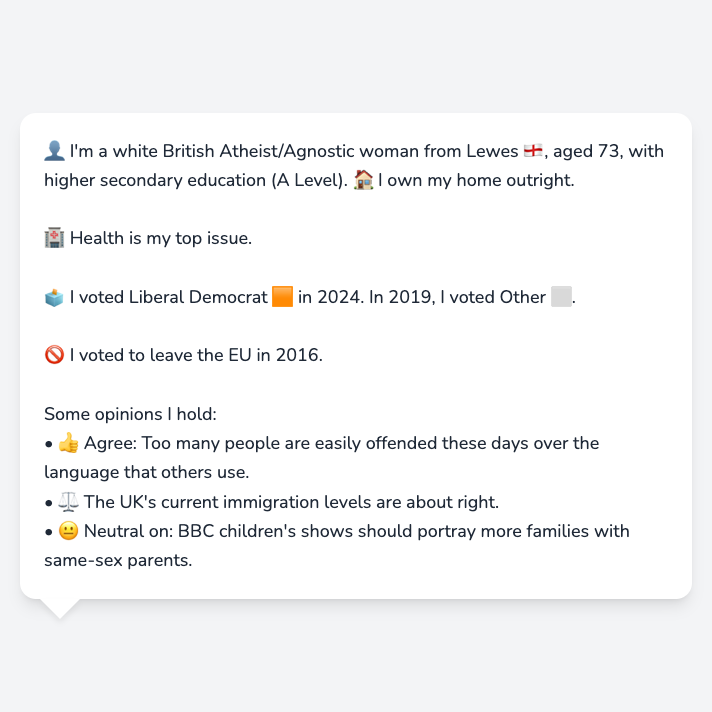 👤 I'm a white British Atheist/Agnostic woman from Lewes 🏴󠁧󠁢󠁥󠁮󠁧󠁿, aged 73, with
higher secondary education (A Level). 🏠 I own my home outright.
🏥 Health is my top issue.
🗳️ I voted Liberal Democrat 🟧 in 2024. In 2019, I voted Other ⬜.
🚫 I voted to leave the EU in 2016.
Some opinions I hold:
• 👍 Agree: Too many people are easily offended these days over the
language that others use.
• ⚖️ The UK's current immigration levels are about right.
• 😐 Neutral on: BBC children's shows should portray more families with
same-sex parents.